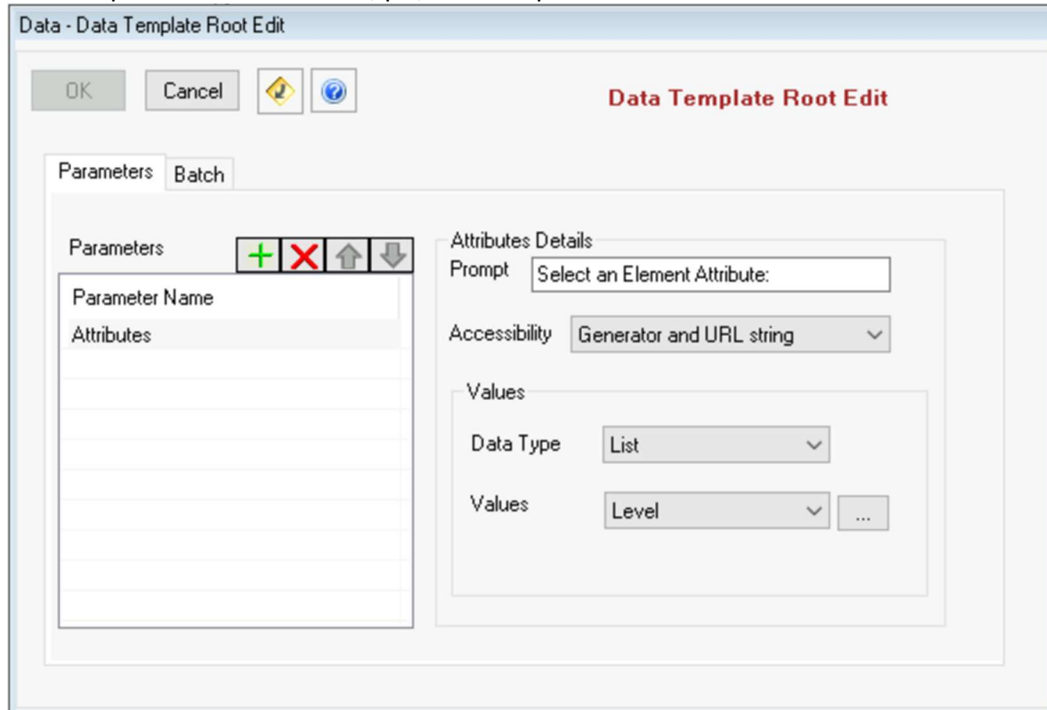 Data - Data Template Root Edit
OK Cancel
Data Template Root Edit
Parameters Batch
Parameters
Parameter Name
Attributes
Attributes Details
Prompt Select an Element Attribute:
Accessibility Generator and URL string
Values
Data Type List
Values Level ...